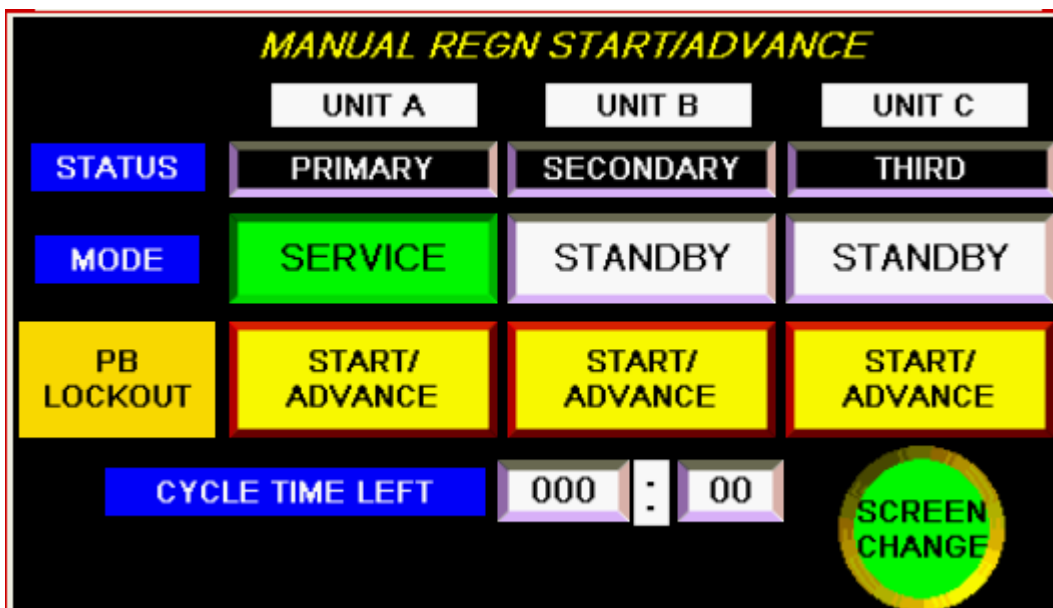 MANUAL REGN START/ADVANCE
UNIT A UNIT B UNIT C
STATUS PRIMARY SECONDARY THIRD
MODE SERVICE STANDBY STANDBY
PB
LOCKOUT
START/
ADVANCE
START/
ADVANCE
START/
ADVANCE
CYCLE TIME LEFT 000 : 00
SCREEN
CHANGE